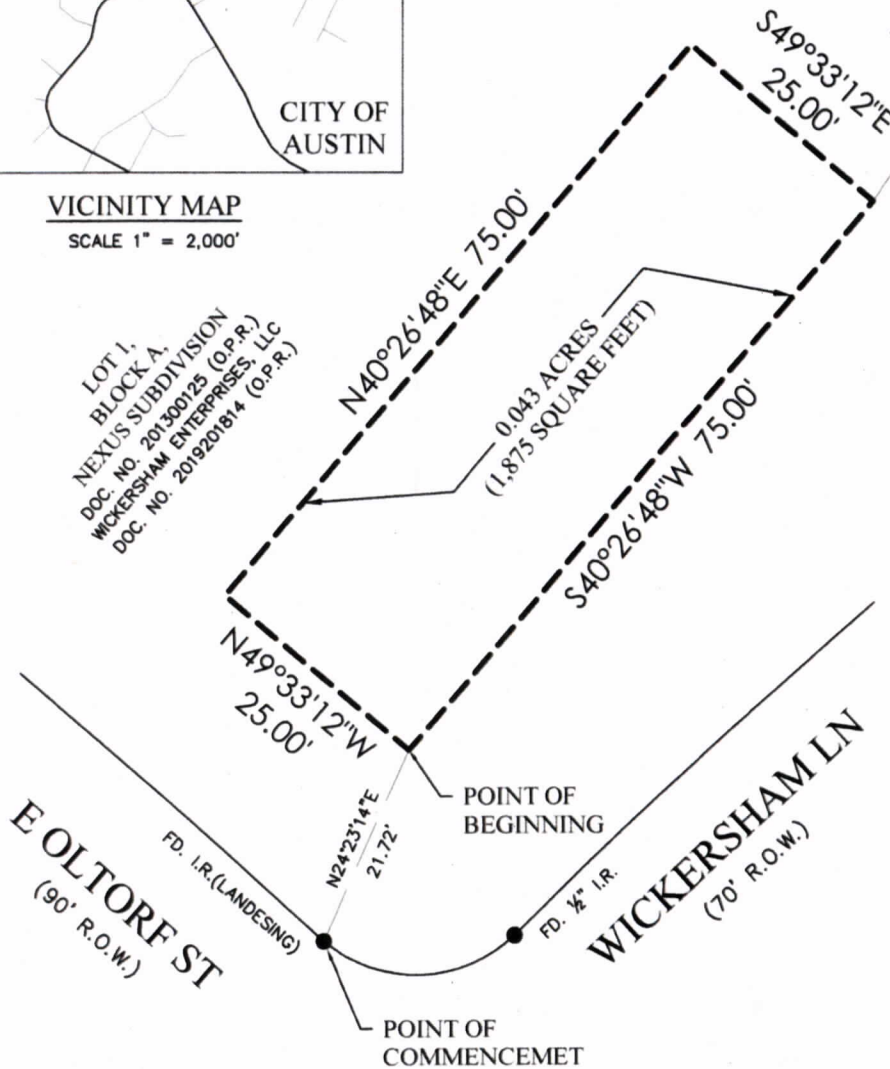 CITY OF
AUSTIN
VICINITY MAP
SCALE 1" = 2,000'
S49°33'12"E
25.00'
N40°26'48"E 75.00'
LOT 1,
BLOCK A,
NEXUS SUBDIVISION
DOC. NO. 201300125 (O.P.R.)
WICKERSHAM ENTERPRISES, LLC
DOC. NO. 2019201814 (O.P.R.)
0.043 ACRES
(1,875 SQUARE FEET)
S40°26'48"W 75.00'
N49°33'12"W
25.00'
POINT OF
BEGINNING
N24°23'14"E
21.72'
E OLTORF ST
(90' R.O.W.)
FD. I.R.(LANDESING)
FD. ½" I.R.
WICKERSHAM LN
(70' R.O.W.)
POINT OF
COMMENCEMET